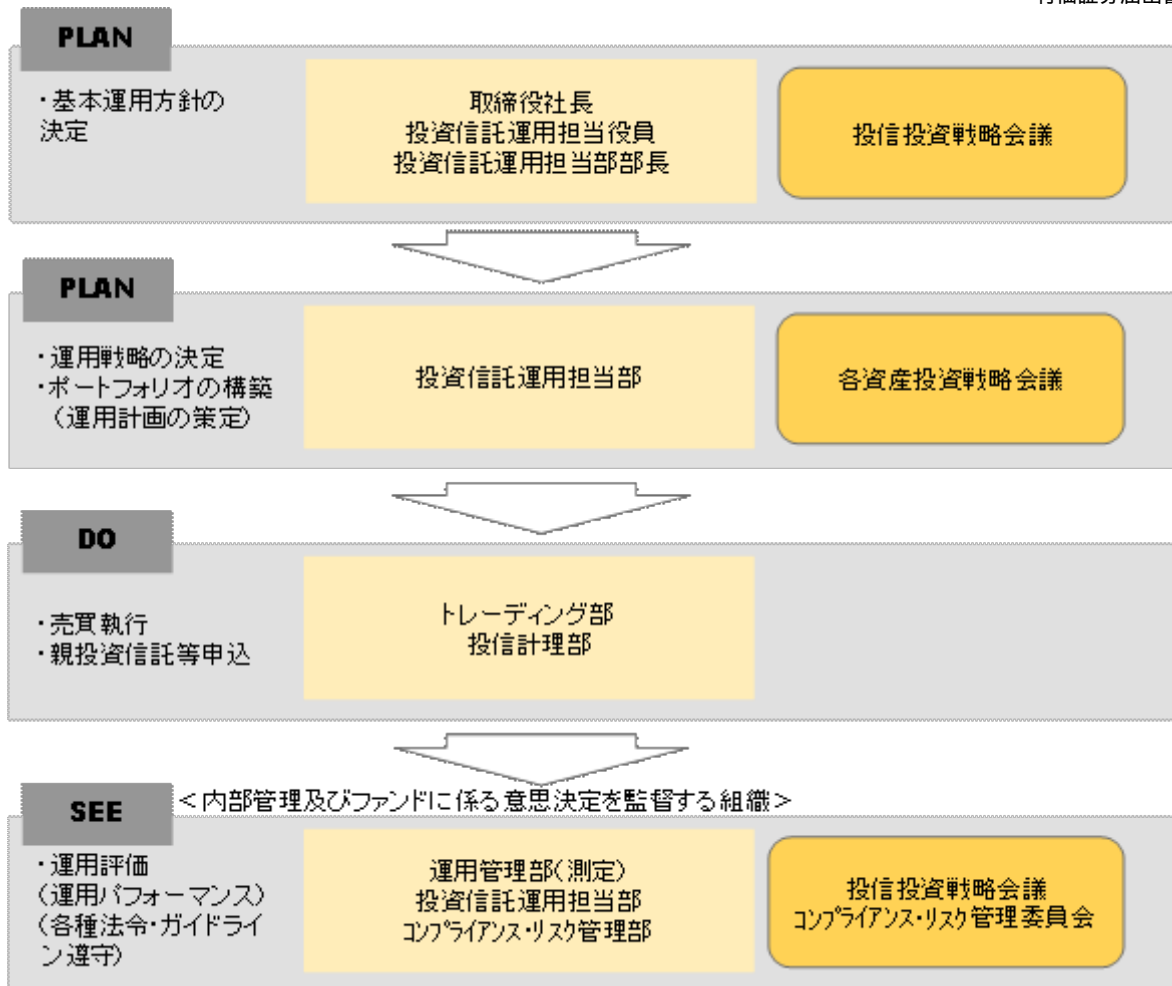 PLAN
・基本運用方針の
決定
取締役社長
投資信託運用担当役員
投資信託運用担当部部長
投信投資戦略会議
PLAN
・運用戦略の決定
・ポートフォリオの構築
（運用計画の策定）
投資信託運用担当部
各資産投資戦略会議
DO
・売買執行
・親投資信託等申込
トレーディング部
投信計理部
SEE
＜内部管理及びファンドに係る意思決定を監督する組織＞
・運用評価
（運用パフォーマンス）
（各種法令・ガイドライ
ン遵守）
運用管理部（測定）
投資信託運用担当部
ｺﾝﾌﾟﾗｲｱﾝｽ・ﾘｽｸ管理部
投信投資戦略会議
ｺﾝﾌﾟﾗｲｱﾝｽ・ﾘｽｸ管理委員会